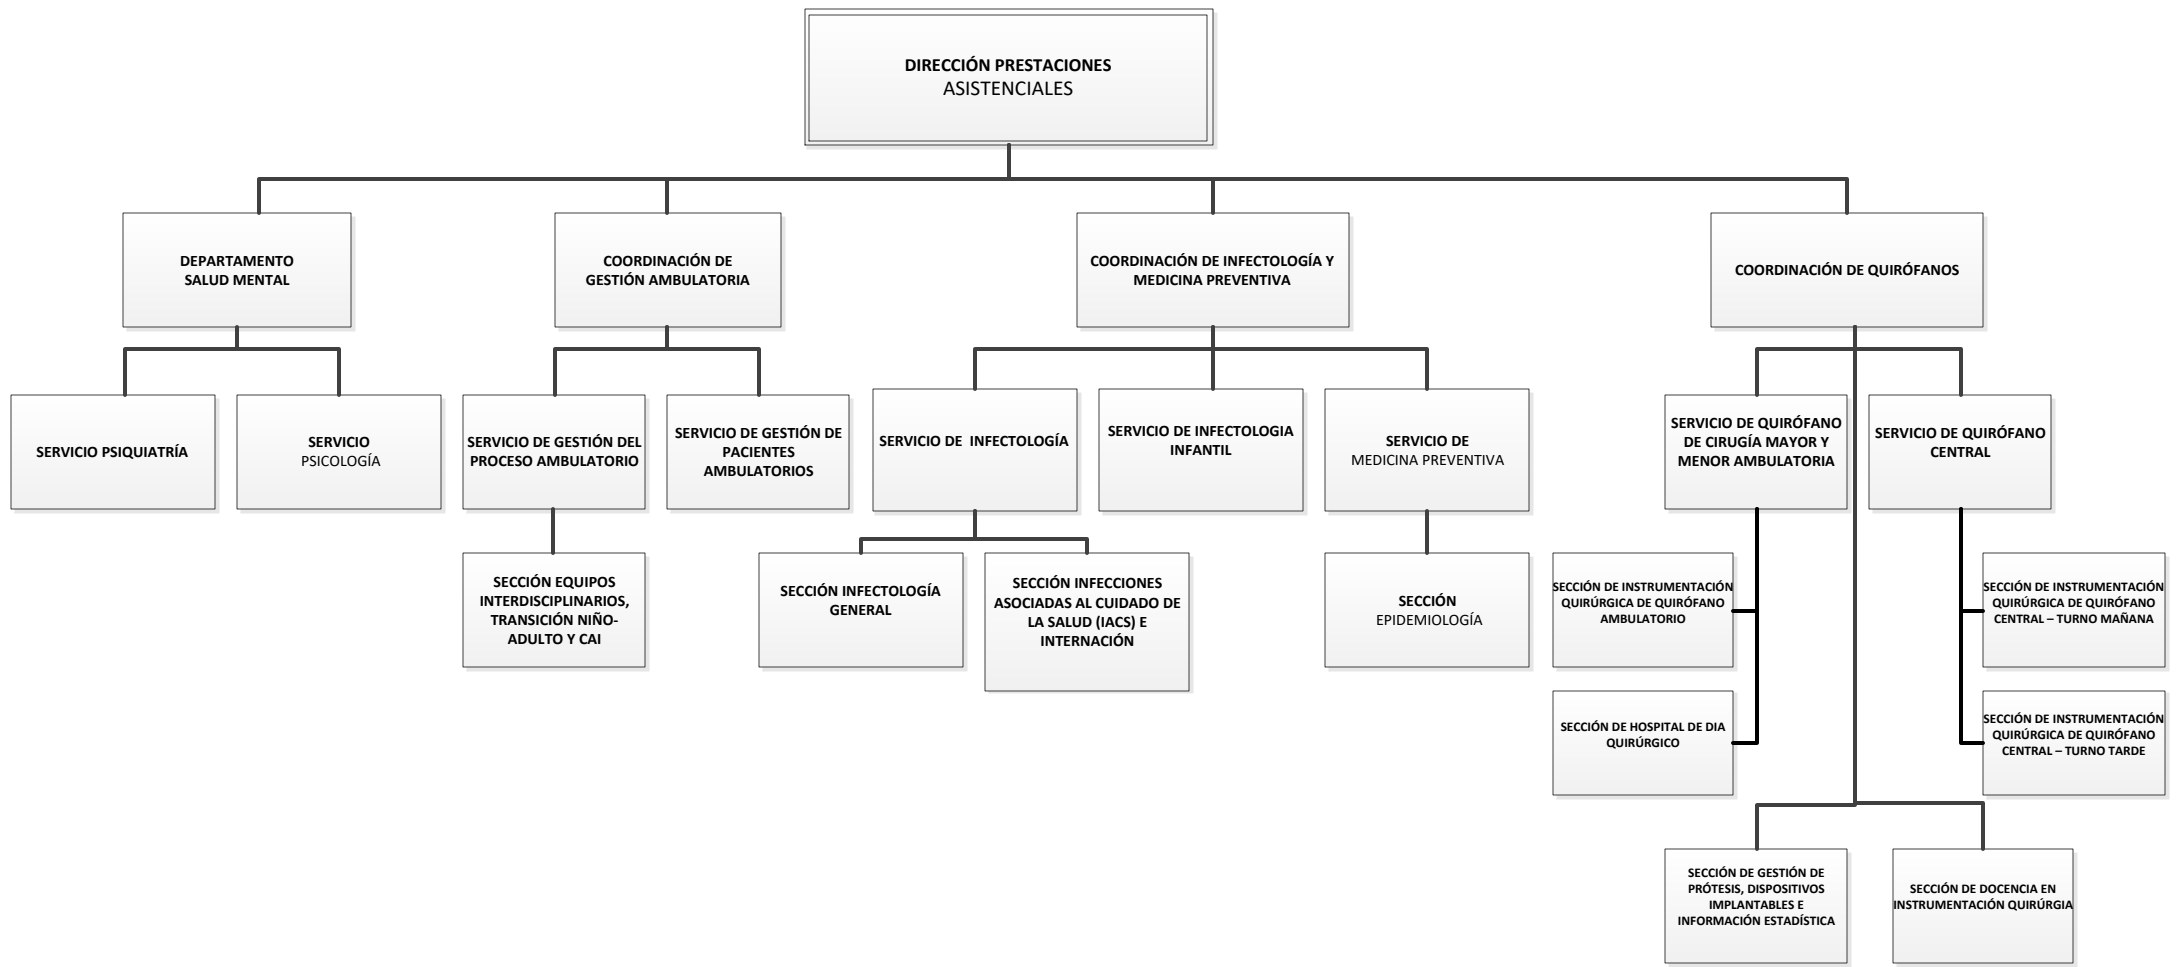 DIRECCIÓN PRESTACIONES
ASISTENCIALES
DEPARTAMENTO
SALUD MENTAL
COORDINACIÓN DE
GESTIÓN AMBULATORIA
COORDINACIÓN DE INFECTOLOGÍA Y
MEDICINA PREVENTIVA
COORDINACIÓN DE QUIRÓFANOS
SERVICIO PSIQUIATRÍA
SERVICIO
PSICOLOGÍA
SERVICIO DE GESTIÓN DEL
PROCESO AMBULATORIO
SERVICIO DE GESTIÓN DE
PACIENTES
AMBULATORIOS
SERVICIO DE INFECTOLOGÍA
SERVICIO DE INFECTOLOGIA
INFANTIL
SERVICIO DE
MEDICINA PREVENTIVA
SERVICIO DE QUIRÓFANO
DE CIRUGÍA MAYOR Y
MENOR AMBULATORIA
SERVICIO DE QUIRÓFANO
CENTRAL
SECCIÓN EQUIPOS
INTERDISCIPLINARIOS,
TRANSICIÓN NIÑO-
ADULTO Y CAI
SECCIÓN INFECTOLOGÍA
GENERAL
SECCIÓN INFECCIONES
ASOCIADAS AL CUIDADO DE
LA SALUD (IACS) E
INTERNACIÓN
SECCIÓN
EPIDEMIOLOGÍA
SECCIÓN DE INSTRUMENTACIÓN
QUIRÚRGICA DE QUIRÓFANO
AMBULATORIO
SECCIÓN DE INSTRUMENTACIÓN
QUIRÚRGICA DE QUIRÓFANO
CENTRAL – TURNO MAÑANA
SECCIÓN DE HOSPITAL DE DIA
QUIRÚRGICO
SECCIÓN DE INSTRUMENTACIÓN
QUIRÚRGICA DE QUIRÓFANO
CENTRAL – TURNO TARDE
SECCIÓN DE GESTIÓN DE
PRÓTESIS, DISPOSITIVOS
IMPLANTABLES E
INFORMACIÓN ESTADÍSTICA
SECCIÓN DE DOCENCIA EN
INSTRUMENTACIÓN QUIRÚRGIA